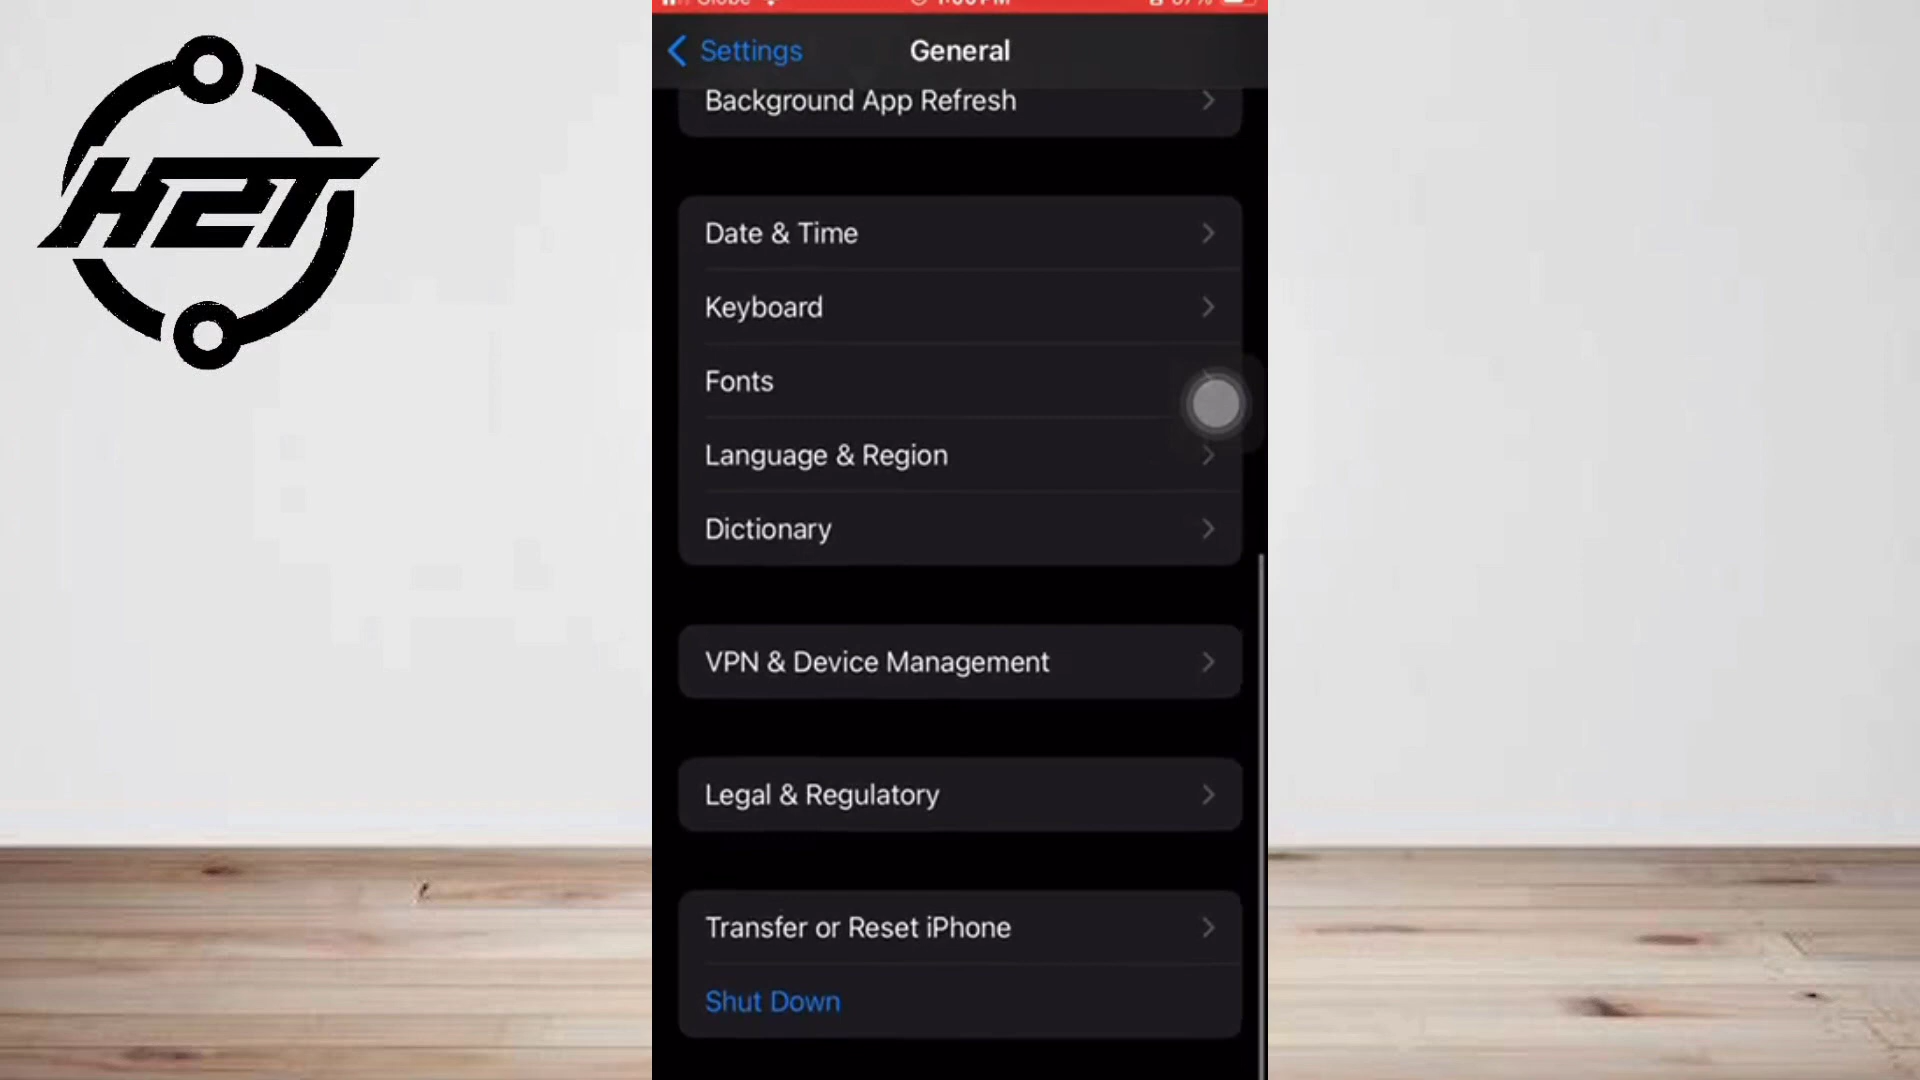 H2T
Settings
General
Background App Refresh
Date & Time
Keyboard
Fonts
Language & Region
Dictionary
VPN & Device Management
Legal & Regulatory
Transfer or Reset iPhone
Shut Down